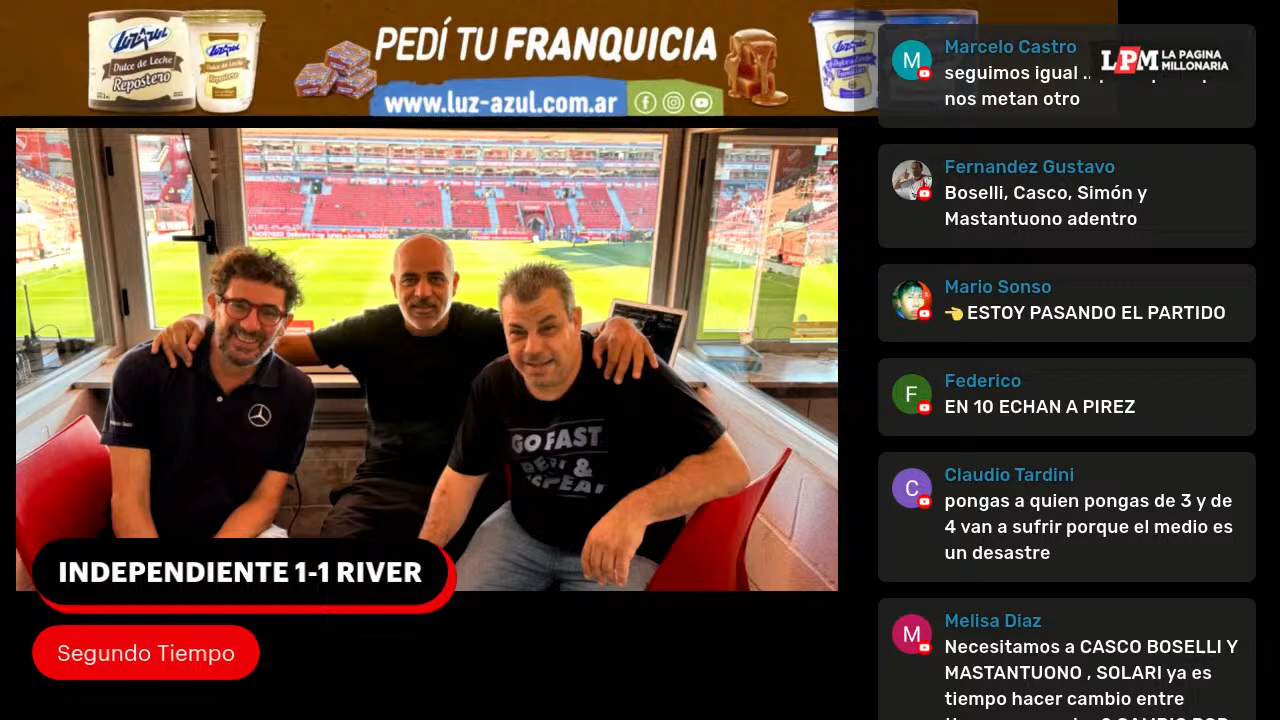 LUZ AZUL
Dulce de Leche
Repostero
LUZ AZUL
PEDÍ TU FRANQUICIA
www.luz-azul.com.ar
LUZ AZUL
Marcelo Castro
seguimos igual ..
nos metan otro
LPM LA PAGINA
MILLONARIA
Fernandez Gustavo
Boselli, Casco, Simón y
Mastantuono adentro
Mario Sonso
👈ESTOY PASANDO EL PARTIDO
F
Federico
EN 10 ECHAN A PIREZ
C
Claudio Tardini
pongas a quien pongas de 3 y de
4 van a sufrir porque el medio es
un desastre
M
Melisa Diaz
Necesitamos a CASCO BOSELLI Y
MASTANTUONO , SOLARI ya es
tiempo hacer cambio entre
GO FAST
INDEPENDIENTE 1-1 RIVER
Segundo Tiempo